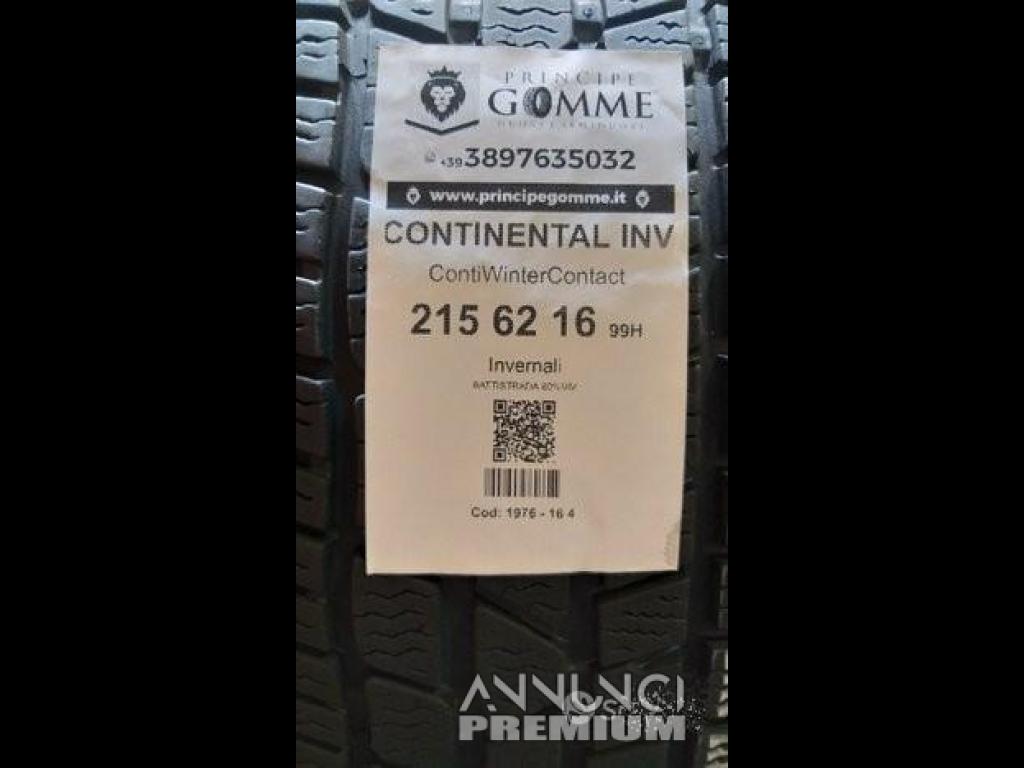 PRINCIPE
GOMME
+39 3897635032
www.principegomme.it
CONTINENTAL INV
ContiWinterContact
215 62 16 99H
Invernali
BATTISTRADA
Cod: 1976 - 16 4
ANNUNCI
PREMIUM